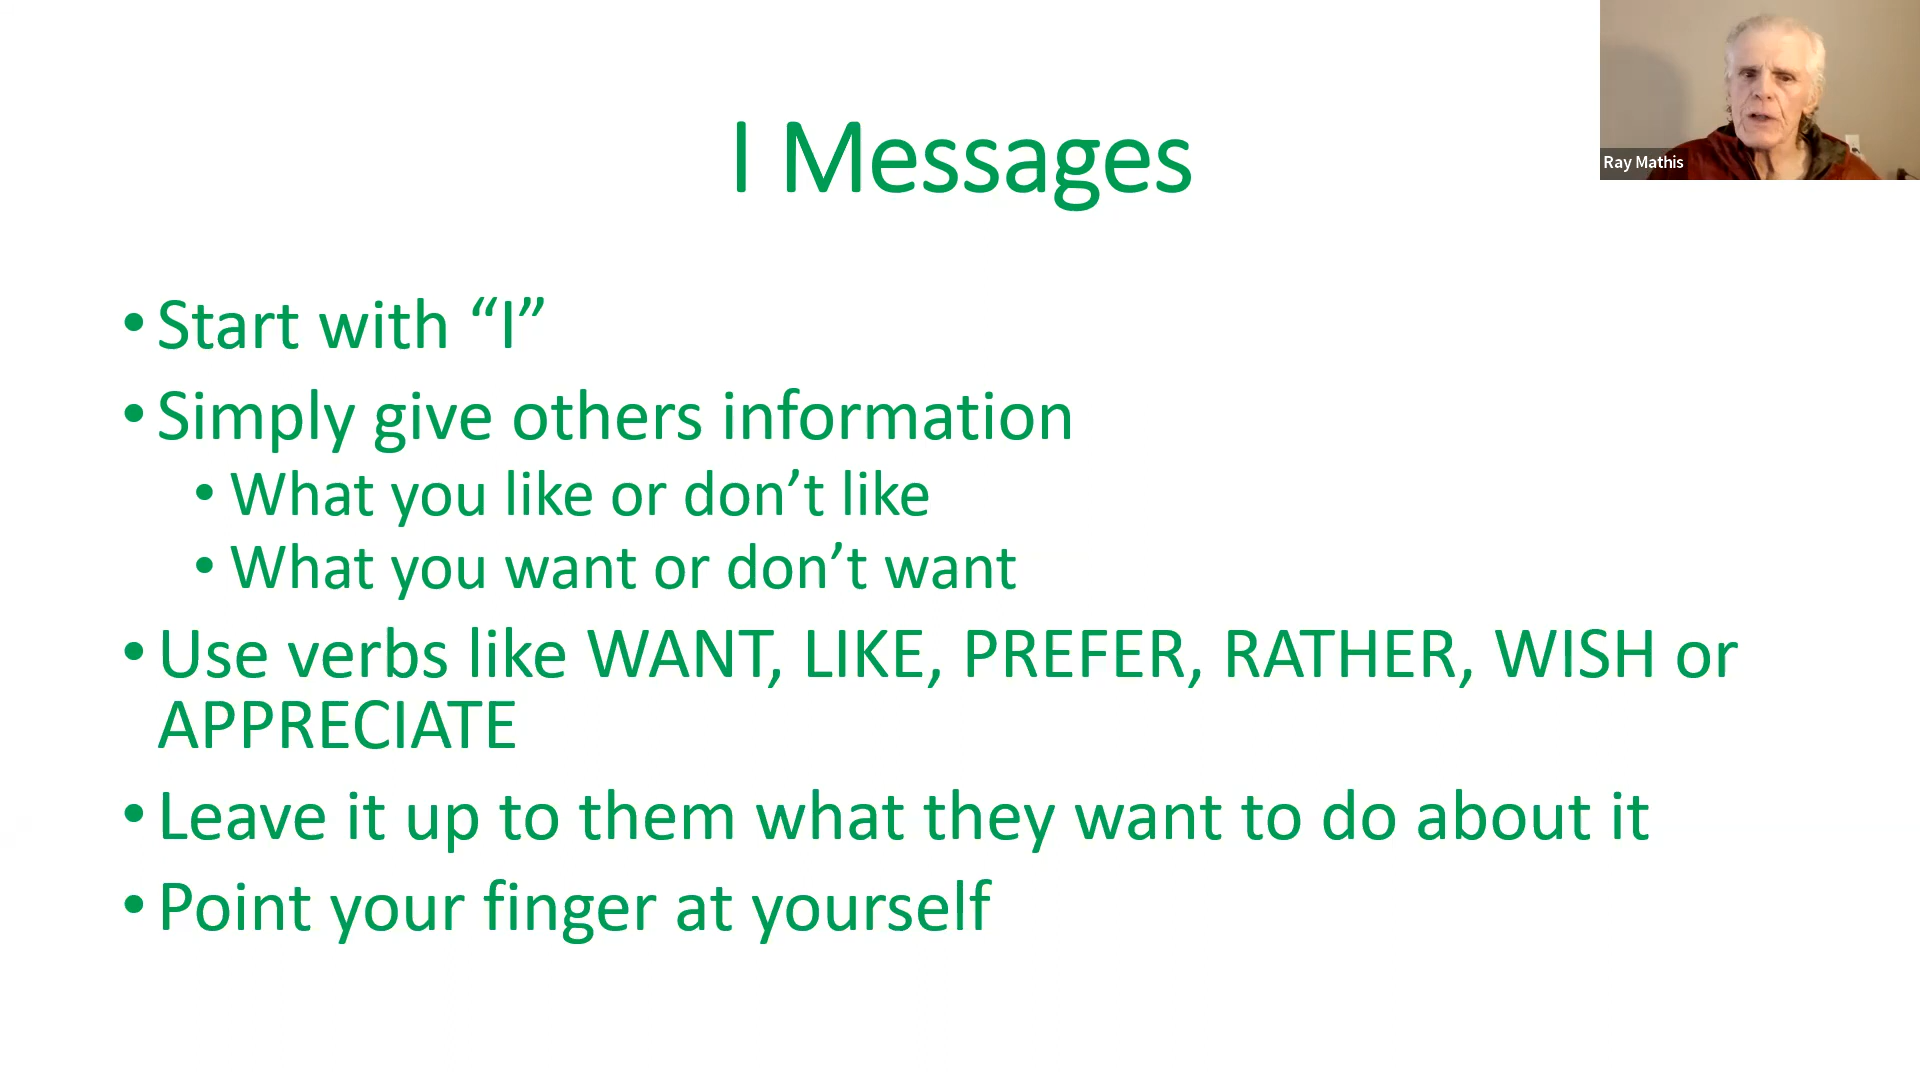 I Messages
Ray Mathis
• Start with “I”
• Simply give others information
• What you like or don’t like
• What you want or don’t want
• Use verbs like WANT, LIKE, PREFER, RATHER, WISH or
APPRECIATE
• Leave it up to them what they want to do about it
• Point your finger at yourself